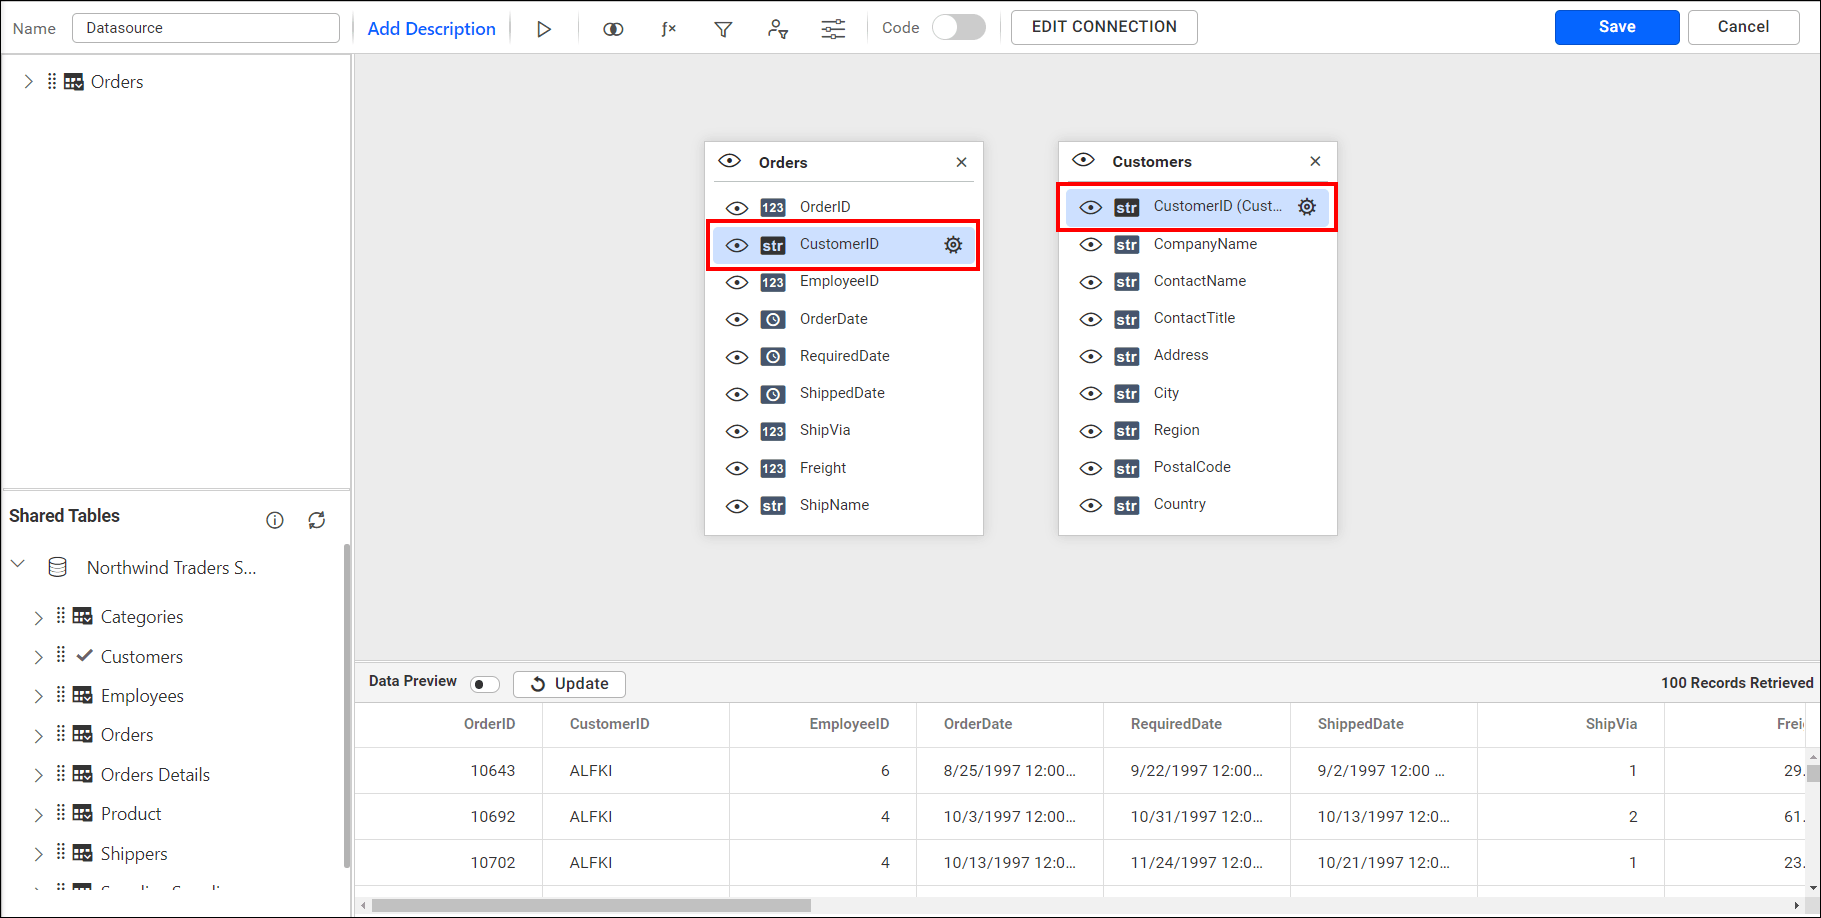 Name Datasource Add Description ƒx Code EDIT CONNECTION Save Cancel
Orders
Orders
123 OrderID
str CustomerID
123 EmployeeID
OrderDate
RequiredDate
ShippedDate
123 ShipVia
123 Freight
str ShipName
Customers
str CustomerID (Cust...
str CompanyName
str ContactName
str ContactTitle
str Address
str City
str Region
str PostalCode
str Country
Shared Tables
Northwind Traders S...
Categories
Customers
Employees
Orders
Orders Details
Product
Shippers
Data Preview Update 100 Records Retrieved
OrderID CustomerID EmployeeID OrderDate RequiredDate ShippedDate ShipVia Frei
10643 ALFKI 6 8/25/1997 12:00... 9/22/1997 12:00... 9/2/1997 12:00 ... 1 29.
10692 ALFKI 4 10/3/1997 12:00... 10/31/1997 12:0... 10/13/1997 12:0... 2 61.
10702 ALFKI 4 10/13/1997 12:0... 11/24/1997 12:0... 10/21/1997 12:0... 1 23.